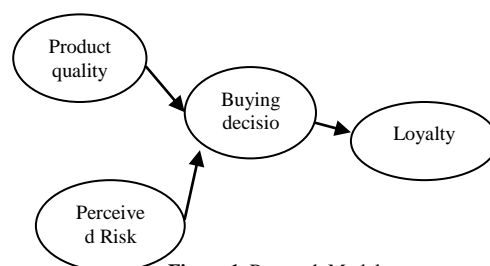 Product
quality
Buying
decisio
Loyalty
Perceive
d Risk